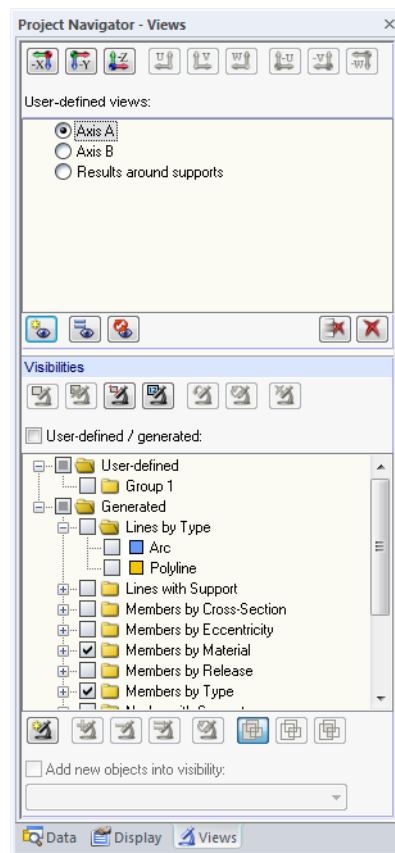 Project Navigator - Views
-X -Y -Z U V W -U -V -W
User-defined views:
Axis A
Axis B
Results around supports
Visibilities
User-defined / generated:
User-defined
Group 1
Generated
Lines by Type
Arc
Polyline
Lines with Support
Members by Cross-Section
Members by Eccentricity
Members by Material
Members by Release
Members by Type
Add new objects into visibility:
Data Display Views